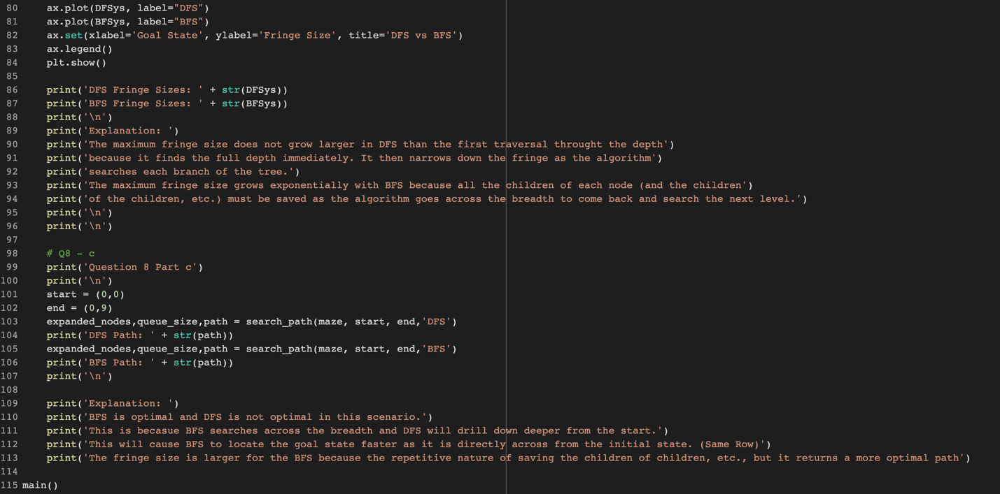 80 ax.plot(DFSys, label="DFS")
81 ax.plot(BFSys, label="BFS")
82 ax.set(xlabel='Goal State', ylabel='Fringe Size', title='DFS vs BFS')
83 ax.legend()
84 plt.show()
85
86 print('DFS Fringe Sizes: ' + str(DFSys))
87 print('BFS Fringe Sizes: ' + str(BFSys))
88 print('\n')
89 print('Explanation: ')
90 print('The maximum fringe size does not grow larger in DFS than the first traversal throught the depth')
91 print('because it finds the full depth immediately. It then narrows down the fringe as the algorithm')
92 print('searches each branch of the tree.')
93 print('The maximum fringe size grows exponentially with BFS because all the children of each node (and the children')
94 print('of the children, etc.) must be saved as the algorithm goes across the breadth to come back and search the next level.')
95 print('\n')
96 print('\n')
97
98 # Q8 - c
99 print('Question 8 Part c')
100 print('\n')
101 start = (0,0)
102 end = (0,9)
103 expanded_nodes,queue_size,path = search_path(maze, start, end,'DFS')
104 print('DFS Path: ' + str(path))
105 expanded_nodes,queue_size,path = search_path(maze, start, end,'BFS')
106 print('BFS Path: ' + str(path))
107 print('\n')
108
109 print('Explanation: ')
110 print('BFS is optimal and DFS is not optimal in this scenario.')
111 print('This is becasue BFS searches across the breadth and DFS will drill down deeper from the start.')
112 print('This will cause BFS to locate the goal state faster as it is directly across from the initial state. (Same Row)')
113 print('The fringe size is larger for the BFS because the repetitive nature of saving the children of children, etc., but it returns a more optimal path')
114
115 main()